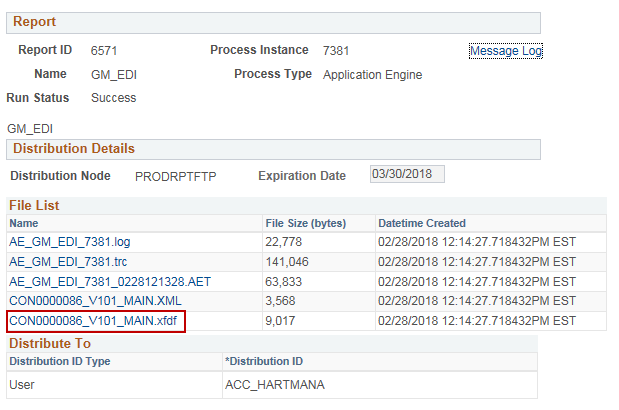 Report
Report ID 6571 Process Instance 7381 Message Log
Name GM_EDI Process Type Application Engine
Run Status Success
GM_EDI
Distribution Details
Distribution Node PRODRPTFTP Expiration Date 03/30/2018
File List
Name File Size (bytes) Datetime Created
AE_GM_EDI_7381.log 22,778 02/28/2018 12:14:27.718432PM EST
AE_GM_EDI_7381.trc 141,046 02/28/2018 12:14:27.718432PM EST
AE_GM_EDI_7381_0228121328.AET 63,833 02/28/2018 12:14:27.718432PM EST
CON0000086_V101_MAIN.XML 3,568 02/28/2018 12:14:27.718432PM EST
CON0000086_V101_MAIN.xfdf 9,017 02/28/2018 12:14:27.718432PM EST
Distribute To
Distribution ID Type *Distribution ID
User ACC_HARTMANA